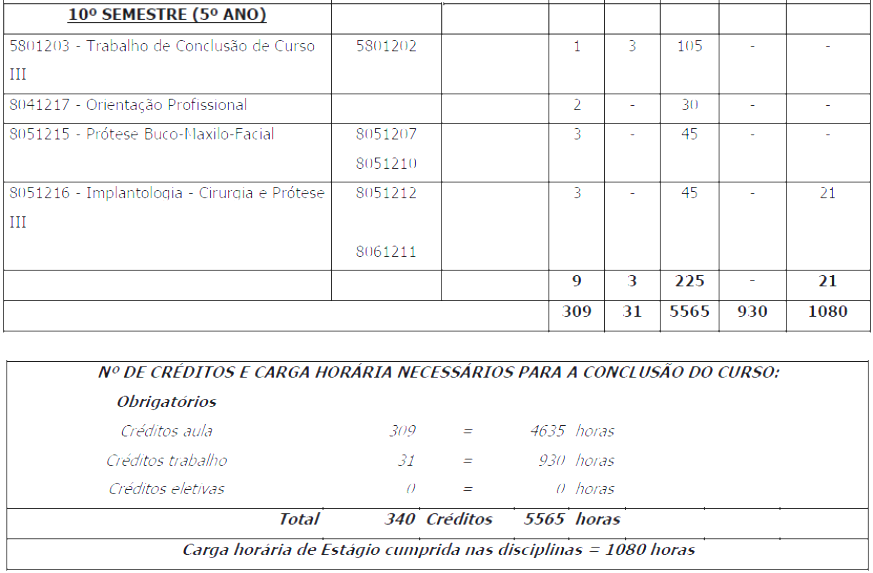 10º SEMESTRE (5º ANO)
5801203 - Trabalho de Conclusão de Curso 5801202 1 3 105 - -
III
8041217 - Orientação Profissional 2 - 30 - -
8051215 - Prótese Buco-Maxilo-Facial 8051207 3 - 45 - -
8051210
8051216 - Implantologia - Cirurgia e Prótese 8051212 3 - 45 - 21
III
8061211
9 3 225 - 21
309 31 5565 930 1080
Nº DE CRÉDITOS E CARGA HORÁRIA NECESSÁRIOS PARA A CONCLUSÃO DO CURSO:
Obrigatórios
Créditos aula 309 = 4635 horas
Créditos trabalho 31 = 930 horas
Créditos eletivas 0 = 0 horas
Total 340 Créditos 5565 horas
Carga horária de Estágio cumprida nas disciplinas = 1080 horas